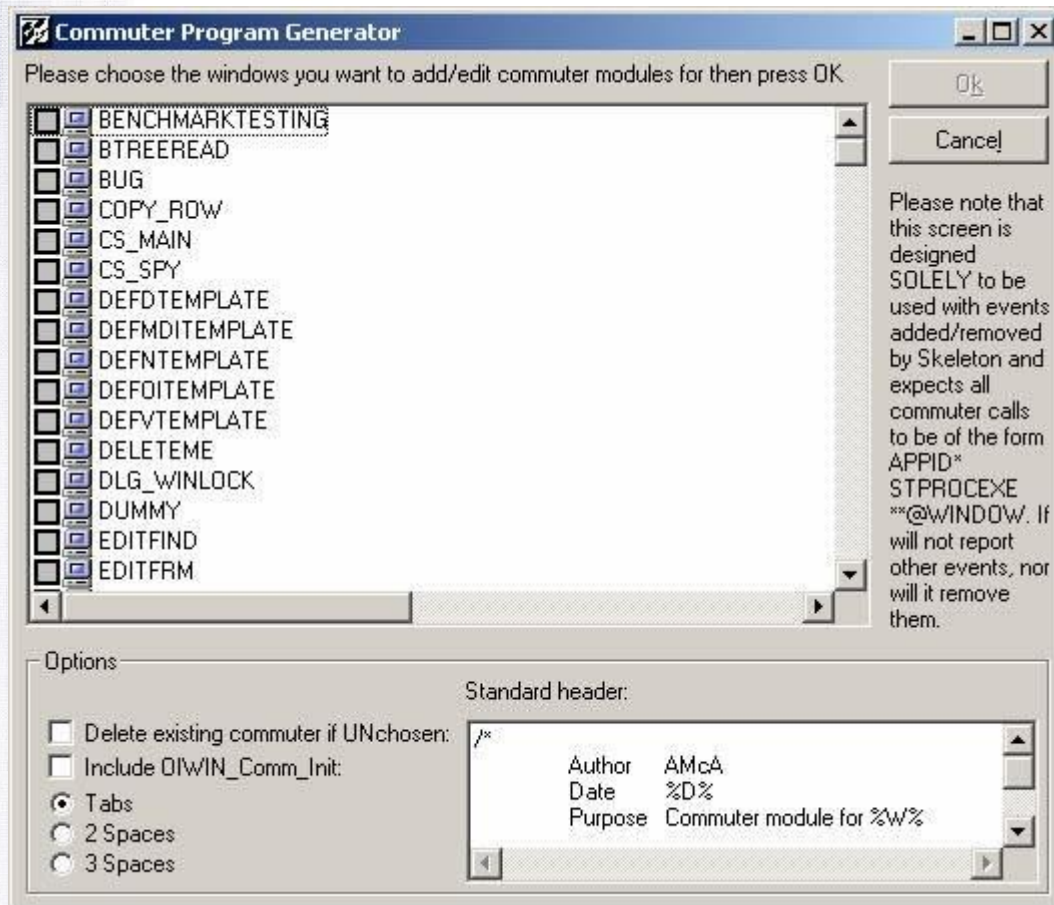 Commuter Program Generator
Please choose the windows you want to add/edit commuter modules for then press OK
BENCHMARKTESTING
BTREEREAD
BUG
COPY_ROW
CS_MAIN
CS_SPY
DEFDTEMPLATE
DEFMDITEMPLATE
DEFNTEMPLATE
DEFOITEMPLATE
DEFVTEMPLATE
DELETEME
DLG_WINLOCK
DUMMY
EDITFIND
EDITFRM
Ok
Cancel
Please note that
this screen is
designed
SOLELY to be
used with events
added/removed
by Skeleton and
expects all
commuter calls
to be of the form
APPID*
STPROCEXE
**@WINDOW. If
will not report
other events, nor
will it remove
them.
Options
Delete existing commuter if UNchosen:
Include OIWIN_Comm_Init:
Tabs
2 Spaces
3 Spaces
Standard header:
/*
Author AMcA
Date %D%
Purpose Commuter module for %W%